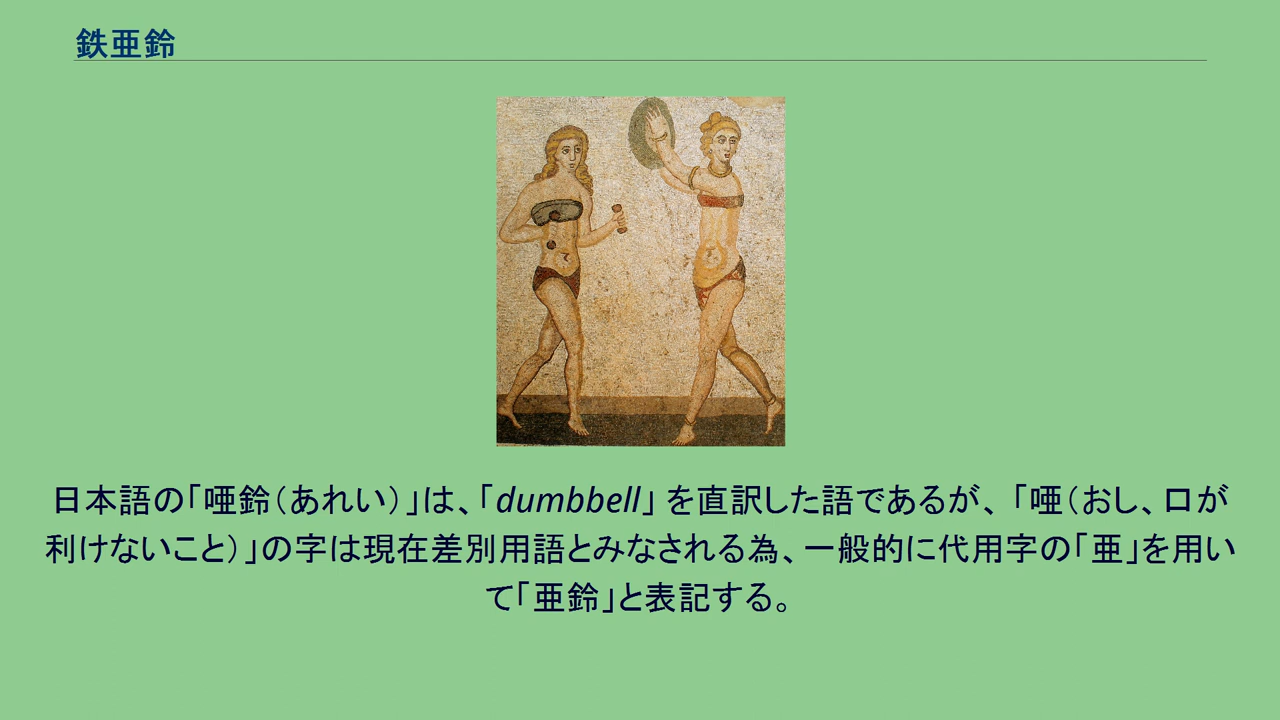 鉄亜鈴
日本語の「唖鈴（あれい）」は、「dumbbell」 を直訳した語であるが、 「唖（おし、口が
利けないこと）」の字は現在差別用語とみなされる為、一般的に代用字の「亜」を用い
て「亜鈴」と表記する。